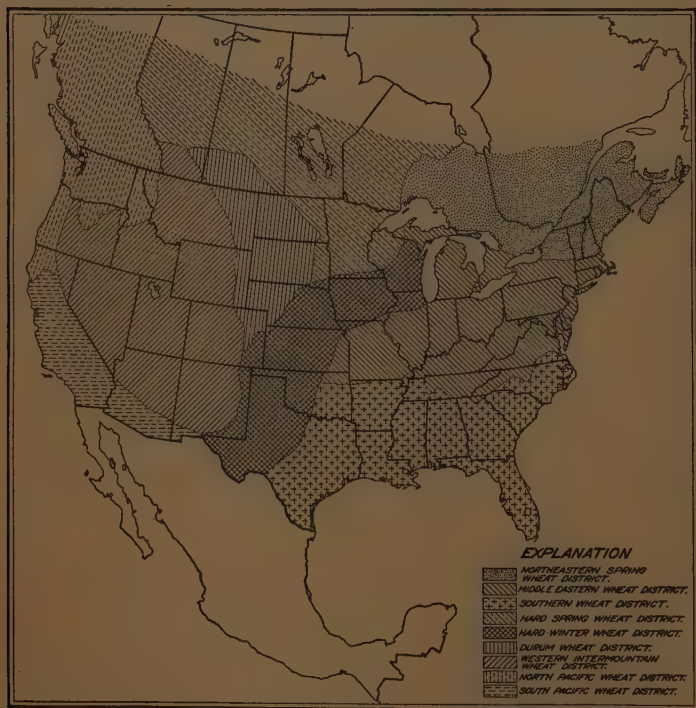 EXPLANATION
NORTHEASTERN SPRING
WHEAT DISTRICT.
MIDDLE EASTERN WHEAT DISTRICT.
SOUTHERN WHEAT DISTRICT.
HARD SPRING WHEAT DISTRICT.
HARD WINTER WHEAT DISTRICT.
DURUM WHEAT DISTRICT.
WESTERN INTERMOUNTAIN
WHEAT DISTRICT.
NORTH PACIFIC WHEAT DISTRICT.
SOUTH PACIFIC WHEAT DISTRICT.